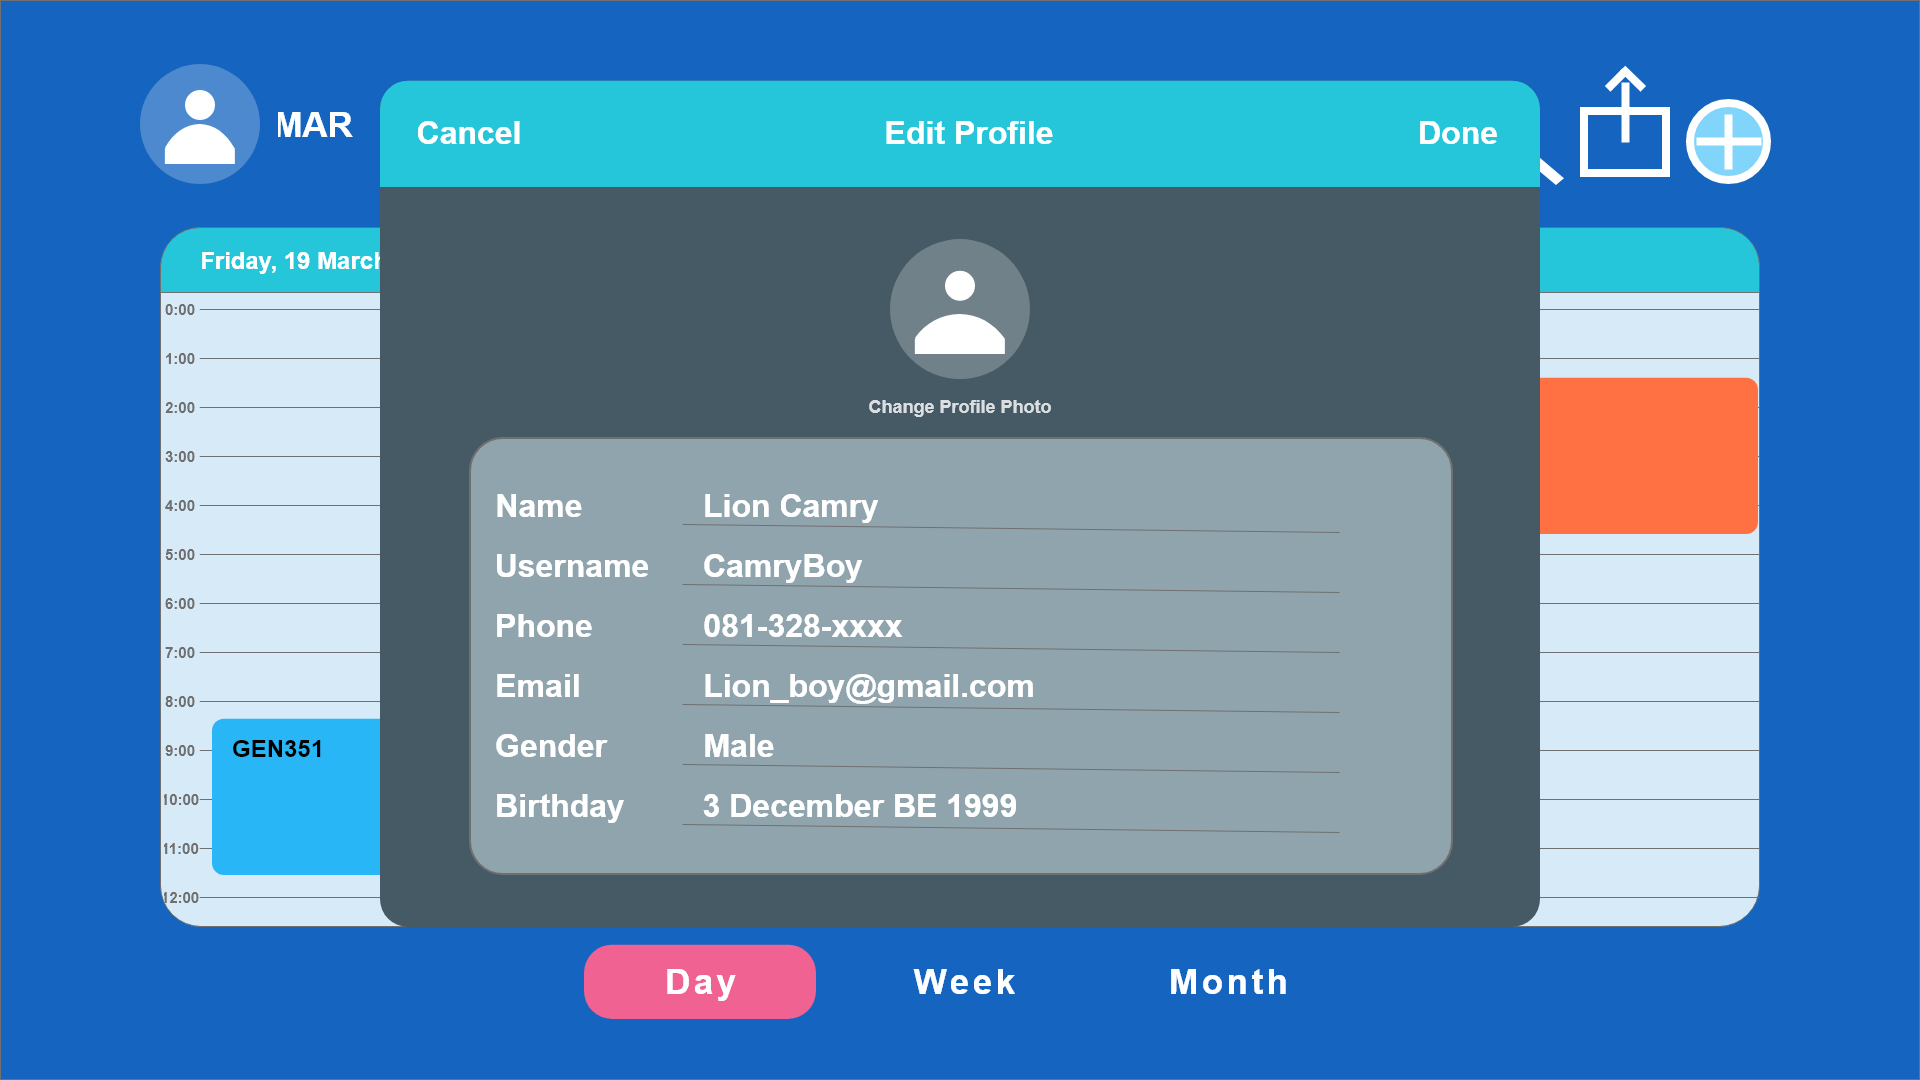 MAR
Cancel
Edit Profile
Done
Friday, 19 March
Change Profile Photo
0:00
1:00
2:00
3:00
4:00
5:00
6:00
7:00
8:00
9:00
10:00
11:00
12:00
GEN351
Name Lion Camry
Username CamryBoy
Phone 081-328-xxxx
Email Lion_boy@gmail.com
Gender Male
Birthday 3 December BE 1999
Day
Week
Month